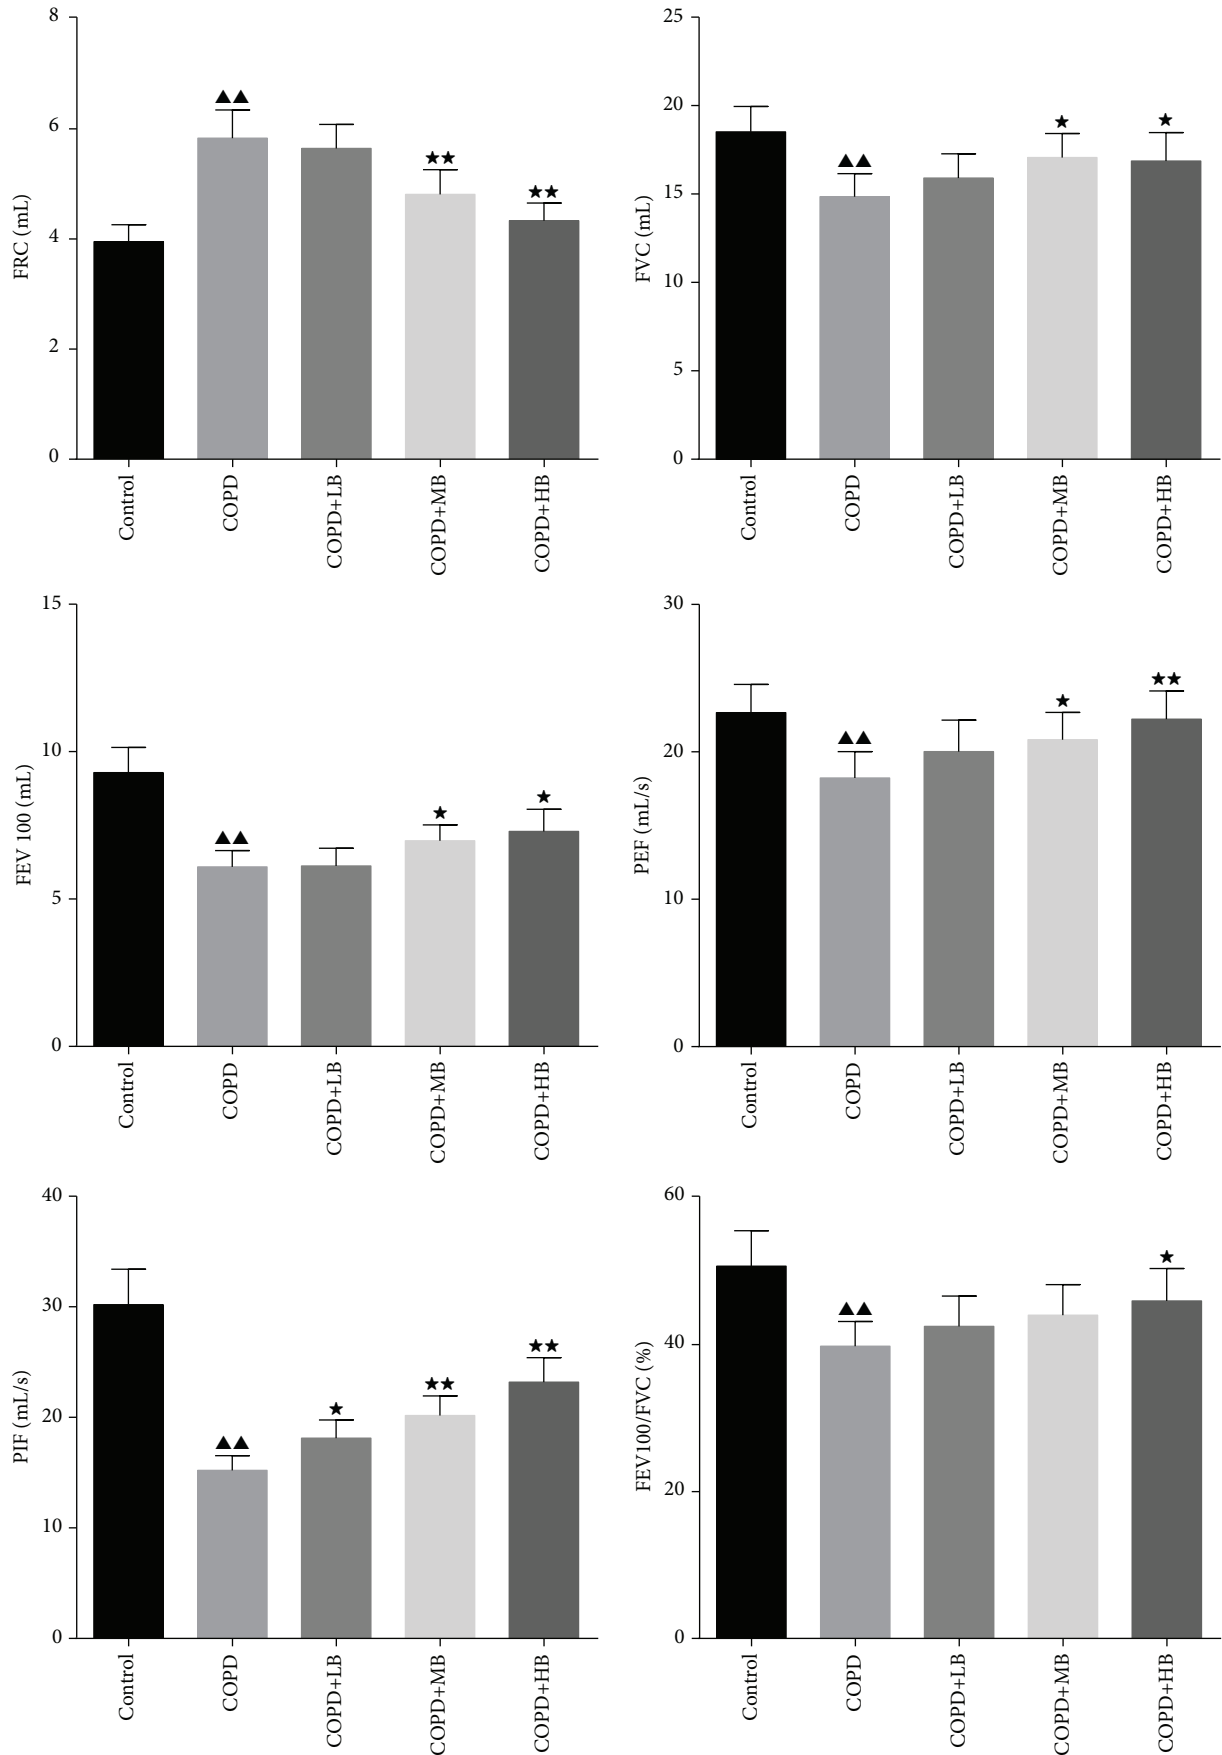 FRC (mL)
8
6
4
2
0
▲▲
★★
★★
Control
COPD
COPD+LB
COPD+MB
COPD+HB
FVC (mL)
25
20
15
10
5
0
▲▲
★
★
Control
COPD
COPD+LB
COPD+MB
COPD+HB
FEV 100 (mL)
15
10
5
0
▲▲
★
★
Control
COPD
COPD+LB
COPD+MB
COPD+HB
PEF (mL/s)
30
20
10
0
▲▲
★
★★
Control
COPD
COPD+LB
COPD+MB
COPD+HB
PIF (mL/s)
40
30
20
10
0
▲▲
★
★★
★★
Control
COPD
COPD+LB
COPD+MB
COPD+HB
FEV100/FVC (%)
60
40
20
0
▲▲
★
Control
COPD
COPD+LB
COPD+MB
COPD+HB